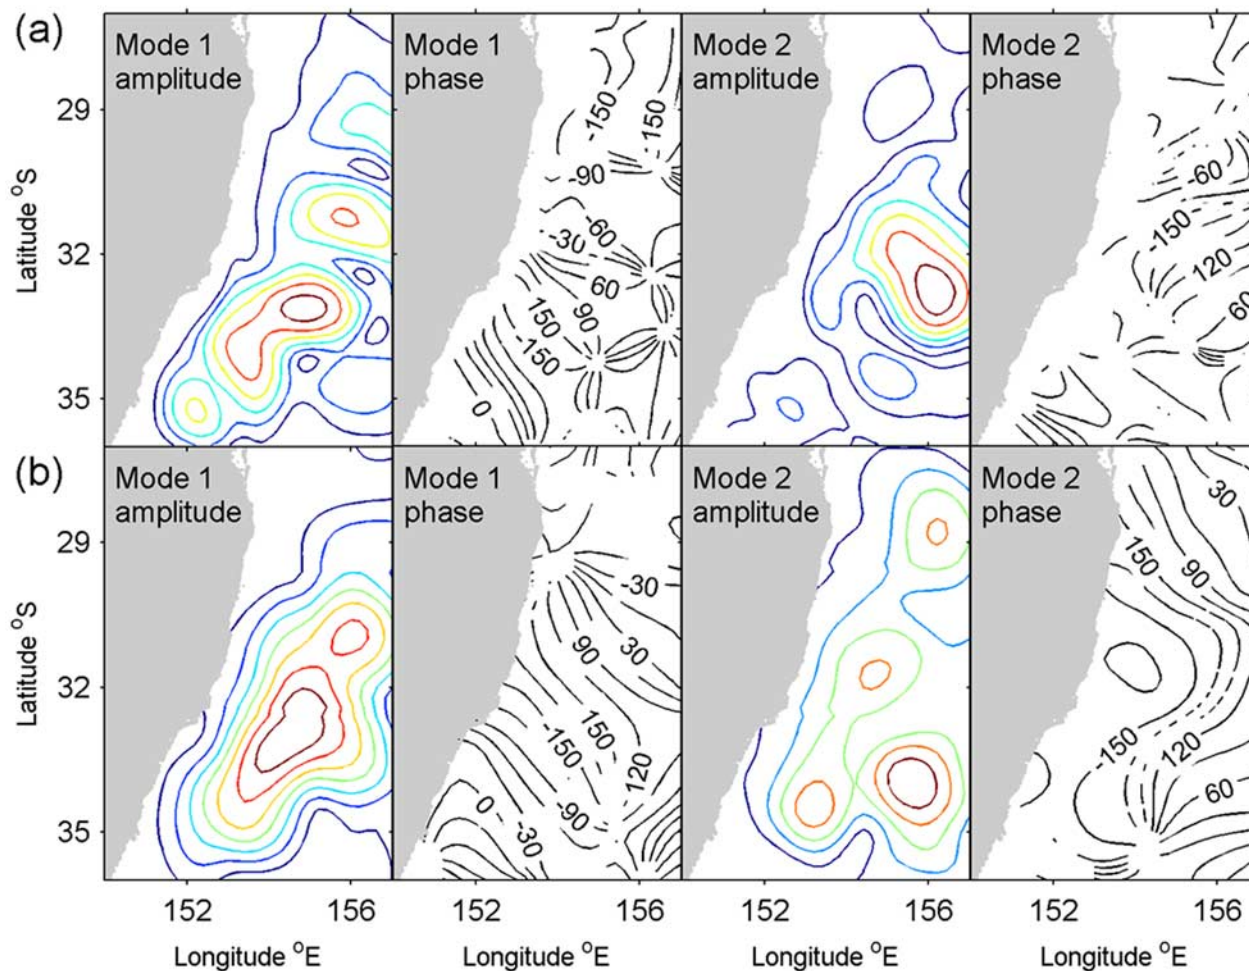 (a)
Mode 1
amplitude
Mode 1
phase
Mode 2
amplitude
Mode 2
phase
29
32
35
Latitude °S
-150
-150
-90
-60
-30
60
90
150
-150
0
-60
-150
120
60
(b)
Mode 1
amplitude
Mode 1
phase
Mode 2
amplitude
Mode 2
phase
29
32
35
Latitude °S
-30
30
90
150
-150
120
-90
0
-30
30
90
150
-150
120
60
152 156
152 156
152 156
152 156
Longitude °E
Longitude °E
Longitude °E
Longitude °E